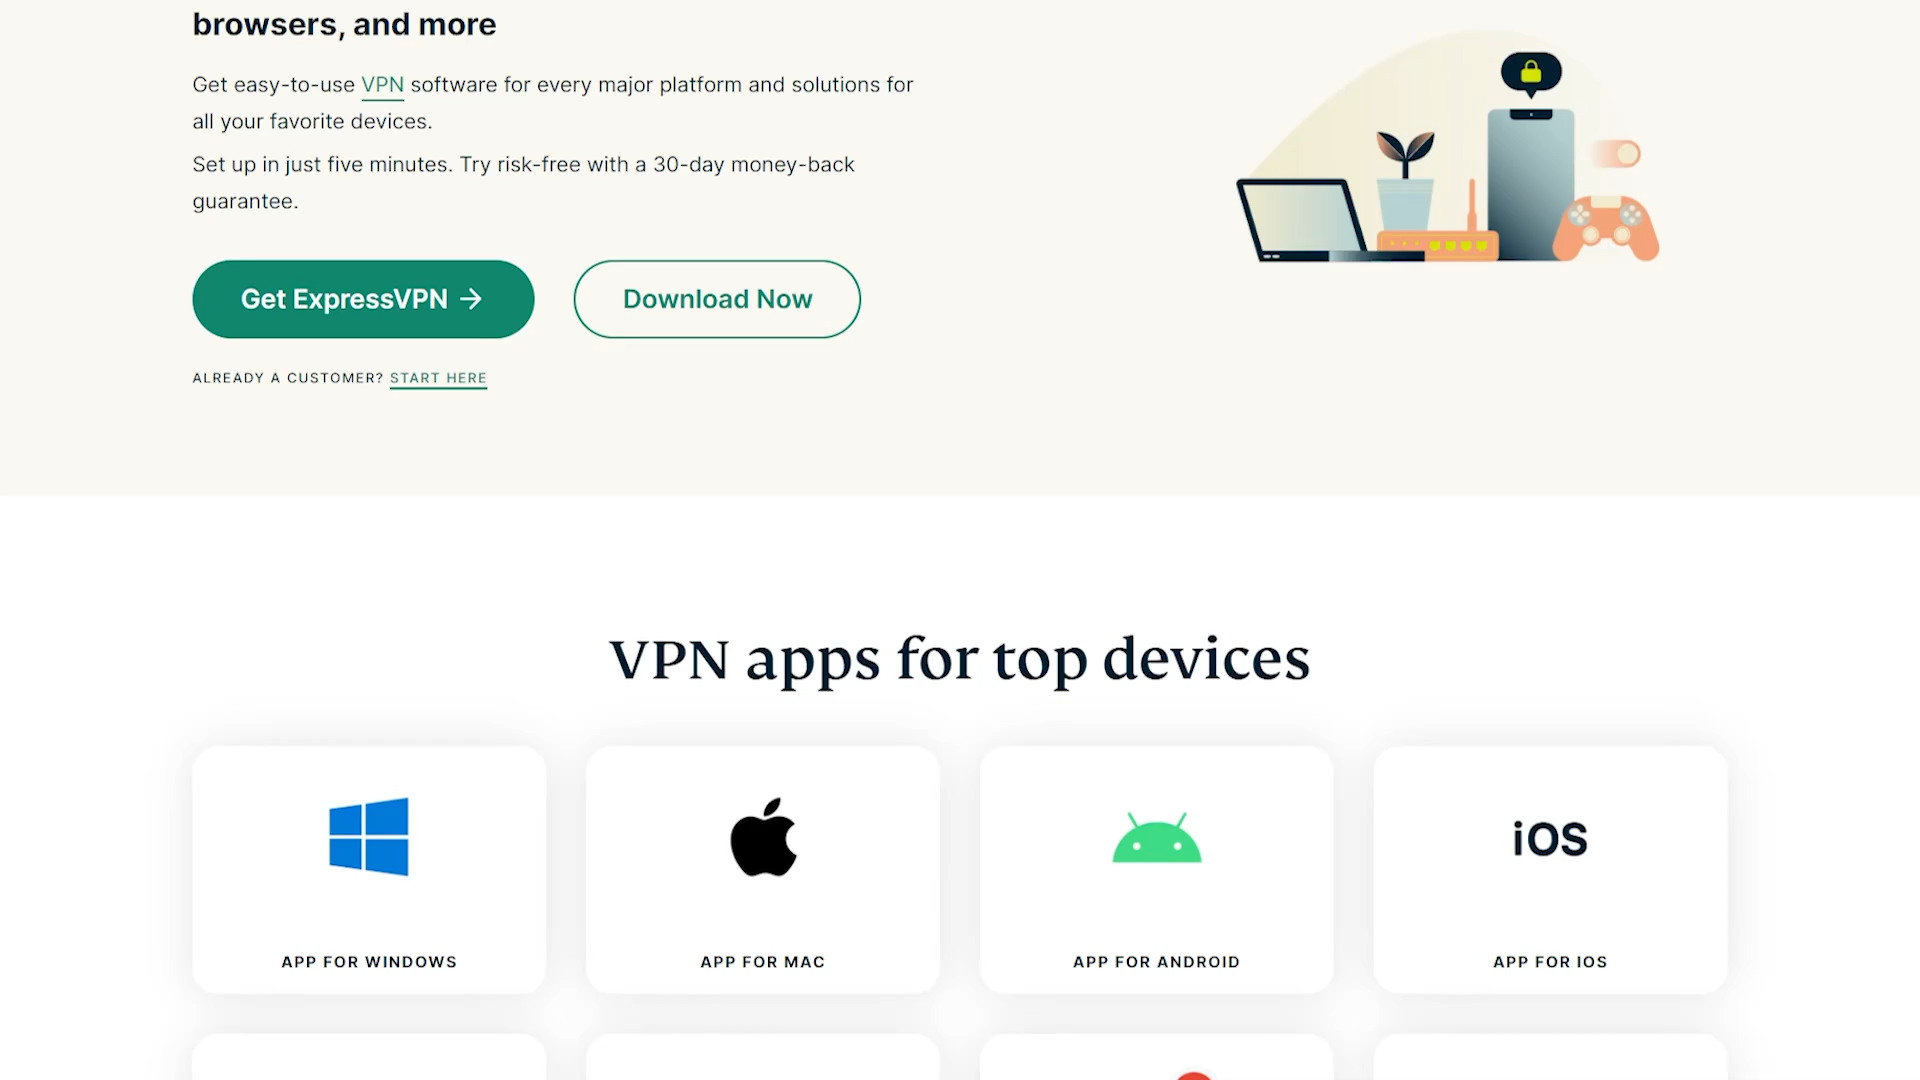 browsers, and more
Get easy-to-use VPN software for every major platform and solutions for
all your favorite devices.
Set up in just five minutes. Try risk-free with a 30-day money-back
guarantee.
Get ExpressVPN →
Download Now
ALREADY A CUSTOMER? START HERE
VPN apps for top devices
iOS
APP FOR WINDOWS
APP FOR MAC
APP FOR ANDROID
APP FOR IOS